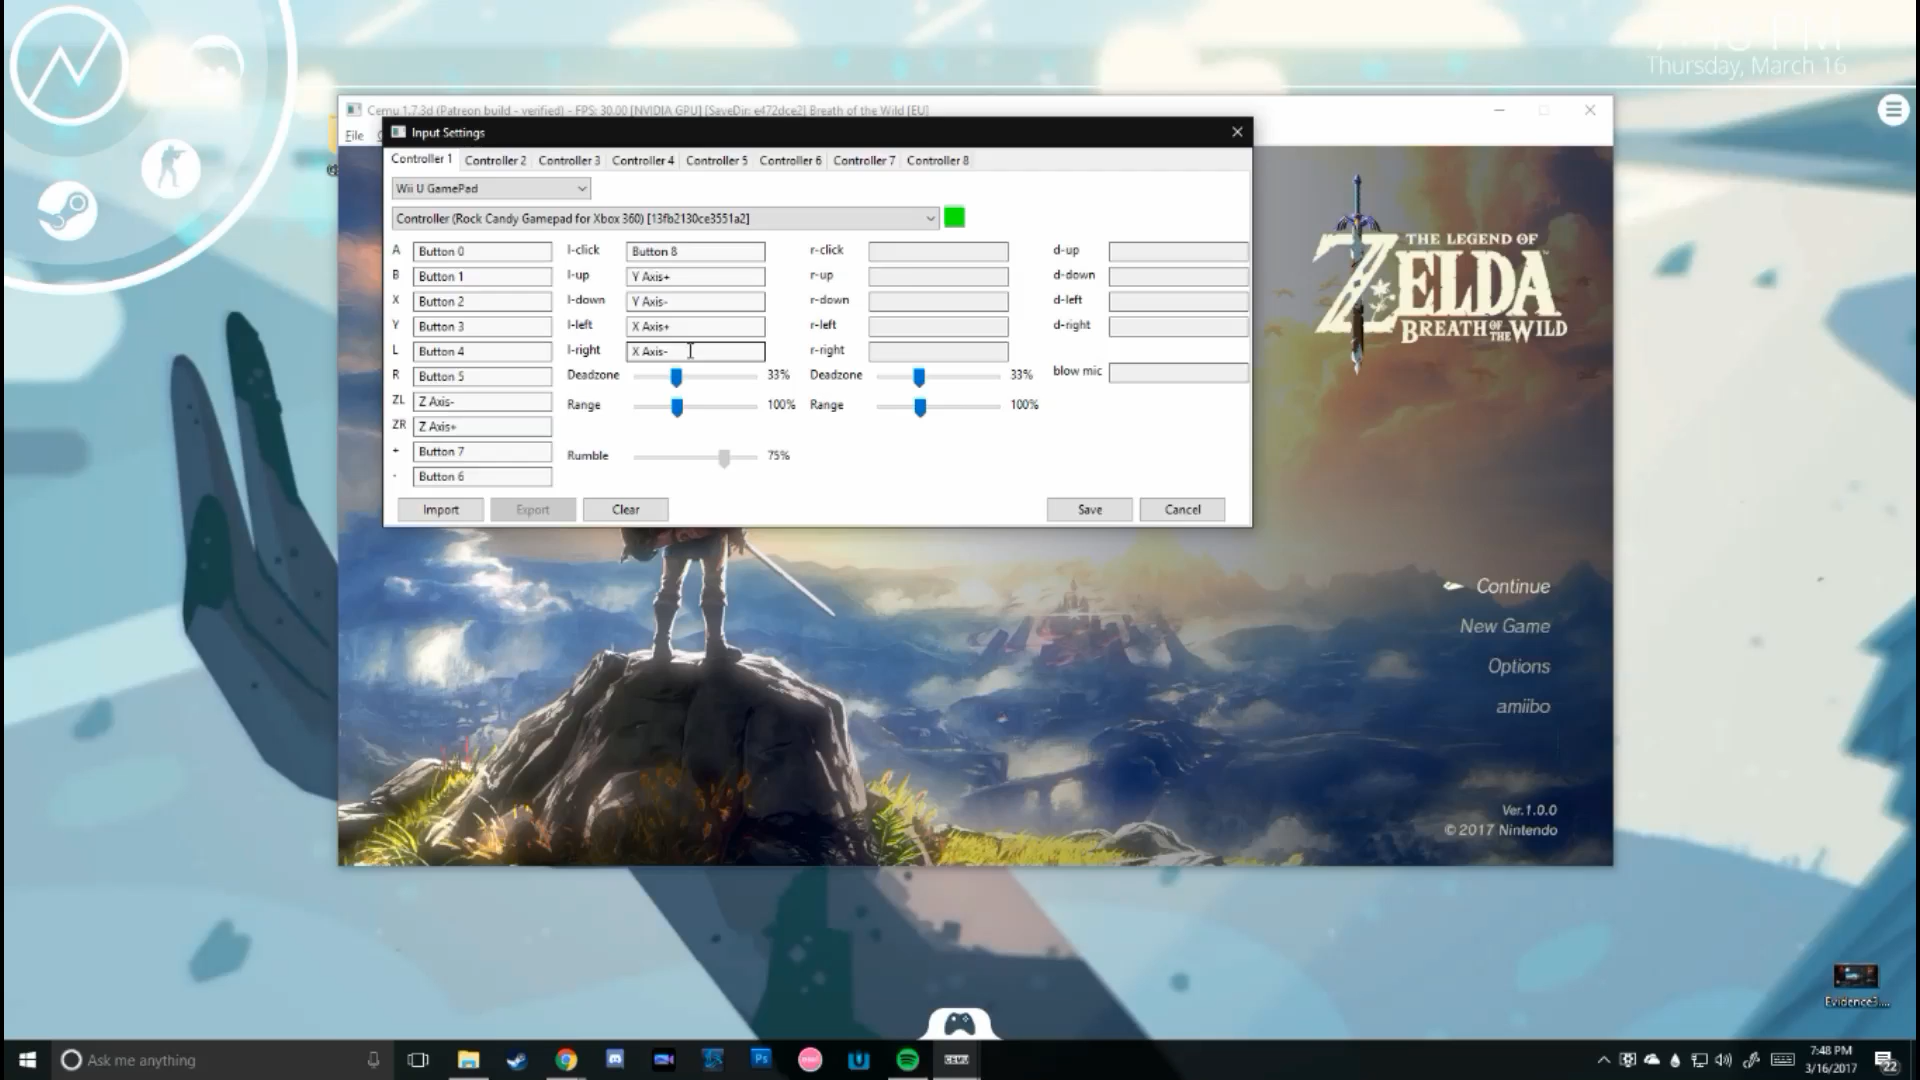 7:48 PM
Thursday, March 16
Cemu 1.7.3d (Patreon build - verified) - FPS: 30.00 [NVIDIA GPU] [SaveDir: e472dce2] Breath of the Wild [EU]
File
Input Settings
Controller 1 Controller 2 Controller 3 Controller 4 Controller 5 Controller 6 Controller 7 Controller 8
Wii U GamePad
Controller (Rock Candy Gamepad for Xbox 360) [13fb2130ce3551a2]
A Button 0 l-click Button 8 r-click d-up
B Button 1 l-up Y Axis+ r-up d-down
X Button 2 l-down Y Axis- r-down d-left
Y Button 3 l-left X Axis+ r-left d-right
L Button 4 l-right X Axis- r-right
R Button 5 Deadzone 33% Deadzone 33% blow mic
ZL Z Axis- Range 100% Range 100%
ZR Z Axis+
+ Button 7 Rumble 75%
- Button 6
Import Export Clear Save Cancel
THE LEGEND OF
ZELDA
BREATH OF THE WILD
Continue
New Game
Options
amiibo
Ver.1.0.0
© 2017 Nintendo
Evidence3....
Ask me anything
Ps
CEMU
7:48 PM
3/16/2017
22